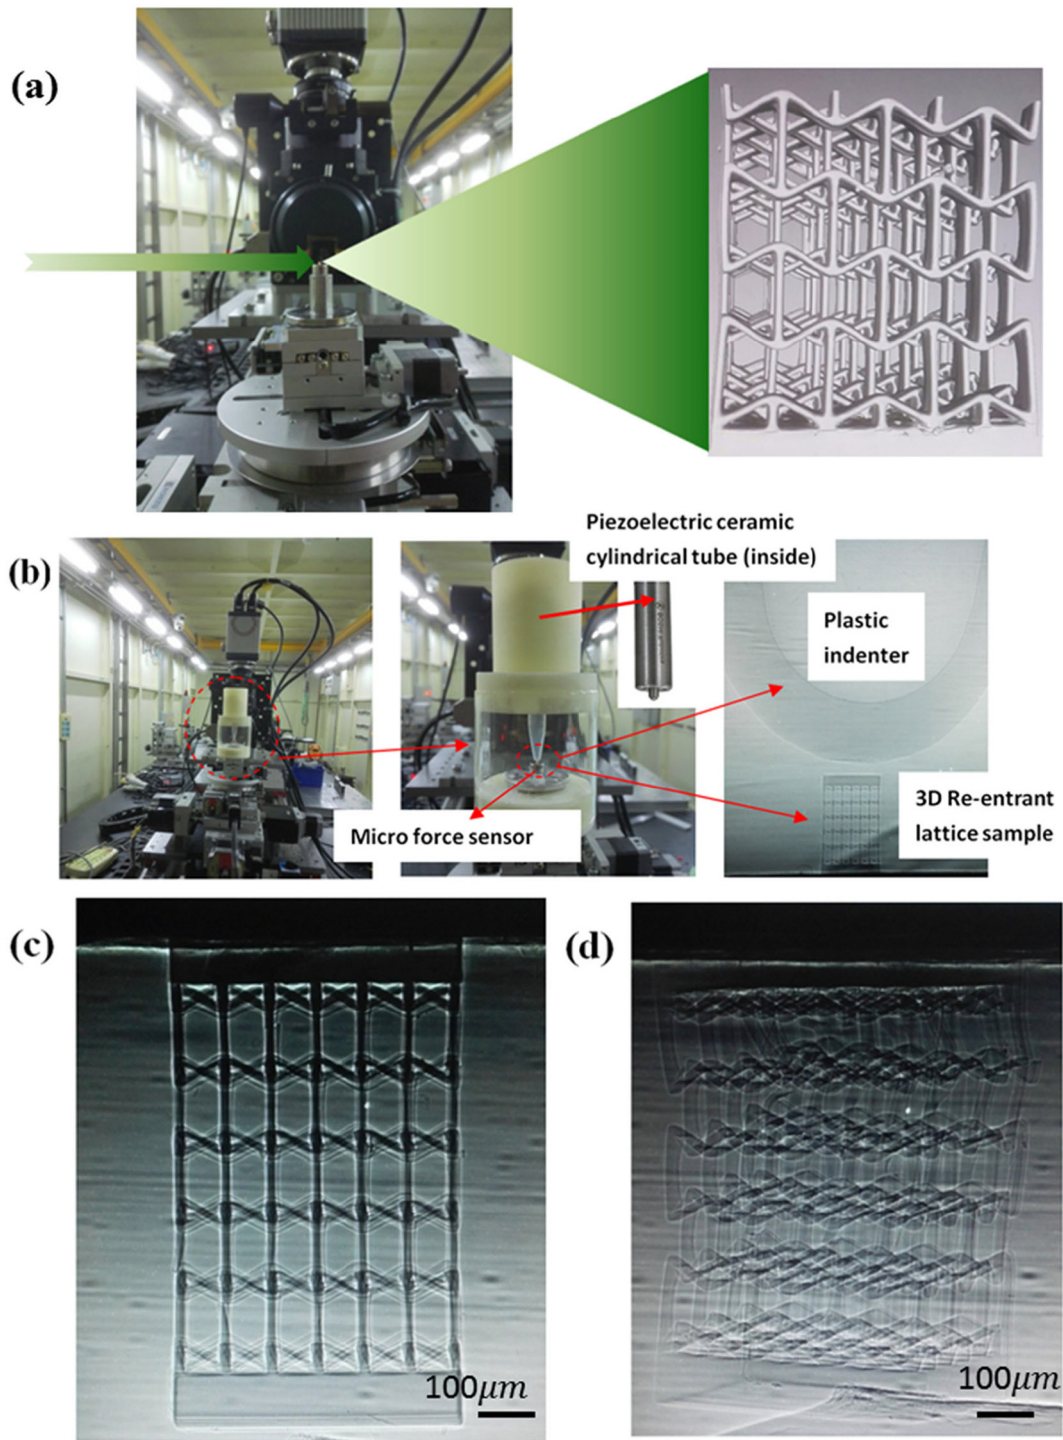 (a)
Piezoelectric ceramic
cylindrical tube (inside)
(b)
Plastic
indenter
Micro force sensor
3D Re-entrant
lattice sample
(c)
(d)
100μm
100μm